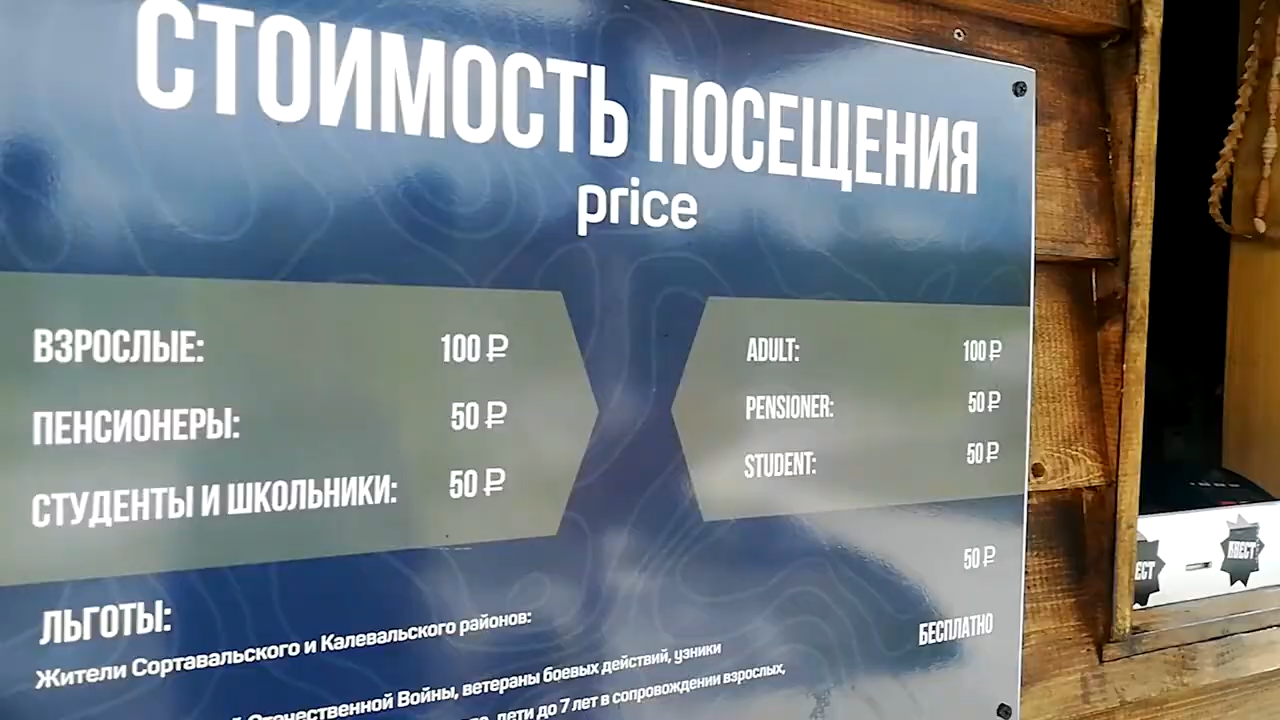 СТОИМОСТЬ ПОСЕЩЕНИЯ
price
ВЗРОСЛЫЕ: 100 ₽
ПЕНСИОНЕРЫ: 50 ₽
СТУДЕНТЫ И ШКОЛЬНИКИ: 50 ₽
ADULT: 100 ₽
PENSIONER: 50 ₽
STUDENT: 50 ₽
ЛЬГОТЫ:
Жители Сортавальского и Калевальского районов: 50 ₽
Отечественной Войны, ветераны боевых действий, узники БЕСПЛАТНО
дети до 7 лет в сопровождении взрослых,
ЕСТ
КВЕСТ